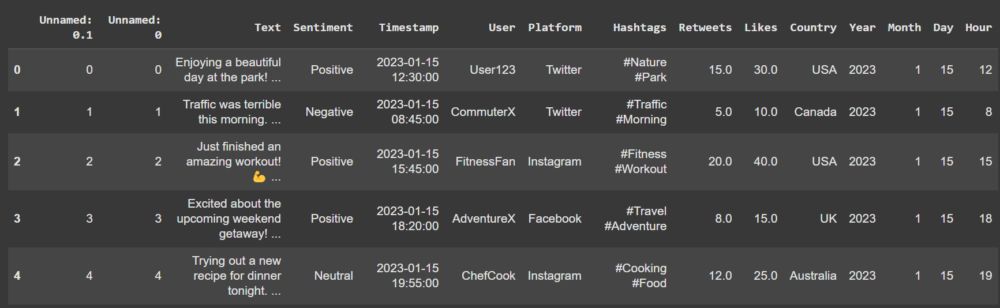 Unnamed: 0.1 Unnamed: 0 Text Sentiment Timestamp User Platform Hashtags Retweets Likes Country Year Month Day Hour
0 0 0 Enjoying a beautiful day at the park! ... Positive 2023-01-15 12:30:00 User123 Twitter #Nature #Park 15.0 30.0 USA 2023 1 15 12
1 1 1 Traffic was terrible this morning. ... Negative 2023-01-15 08:45:00 CommuterX Twitter #Traffic #Morning 5.0 10.0 Canada 2023 1 15 8
2 2 2 Just finished an amazing workout! 💪 ... Positive 2023-01-15 15:45:00 FitnessFan Instagram #Fitness #Workout 20.0 40.0 USA 2023 1 15 15
3 3 3 Excited about the upcoming weekend getaway! ... Positive 2023-01-15 18:20:00 AdventureX Facebook #Travel #Adventure 8.0 15.0 UK 2023 1 15 18
4 4 4 Trying out a new recipe for dinner tonight. ... Neutral 2023-01-15 19:55:00 ChefCook Instagram #Cooking #Food 12.0 25.0 Australia 2023 1 15 19